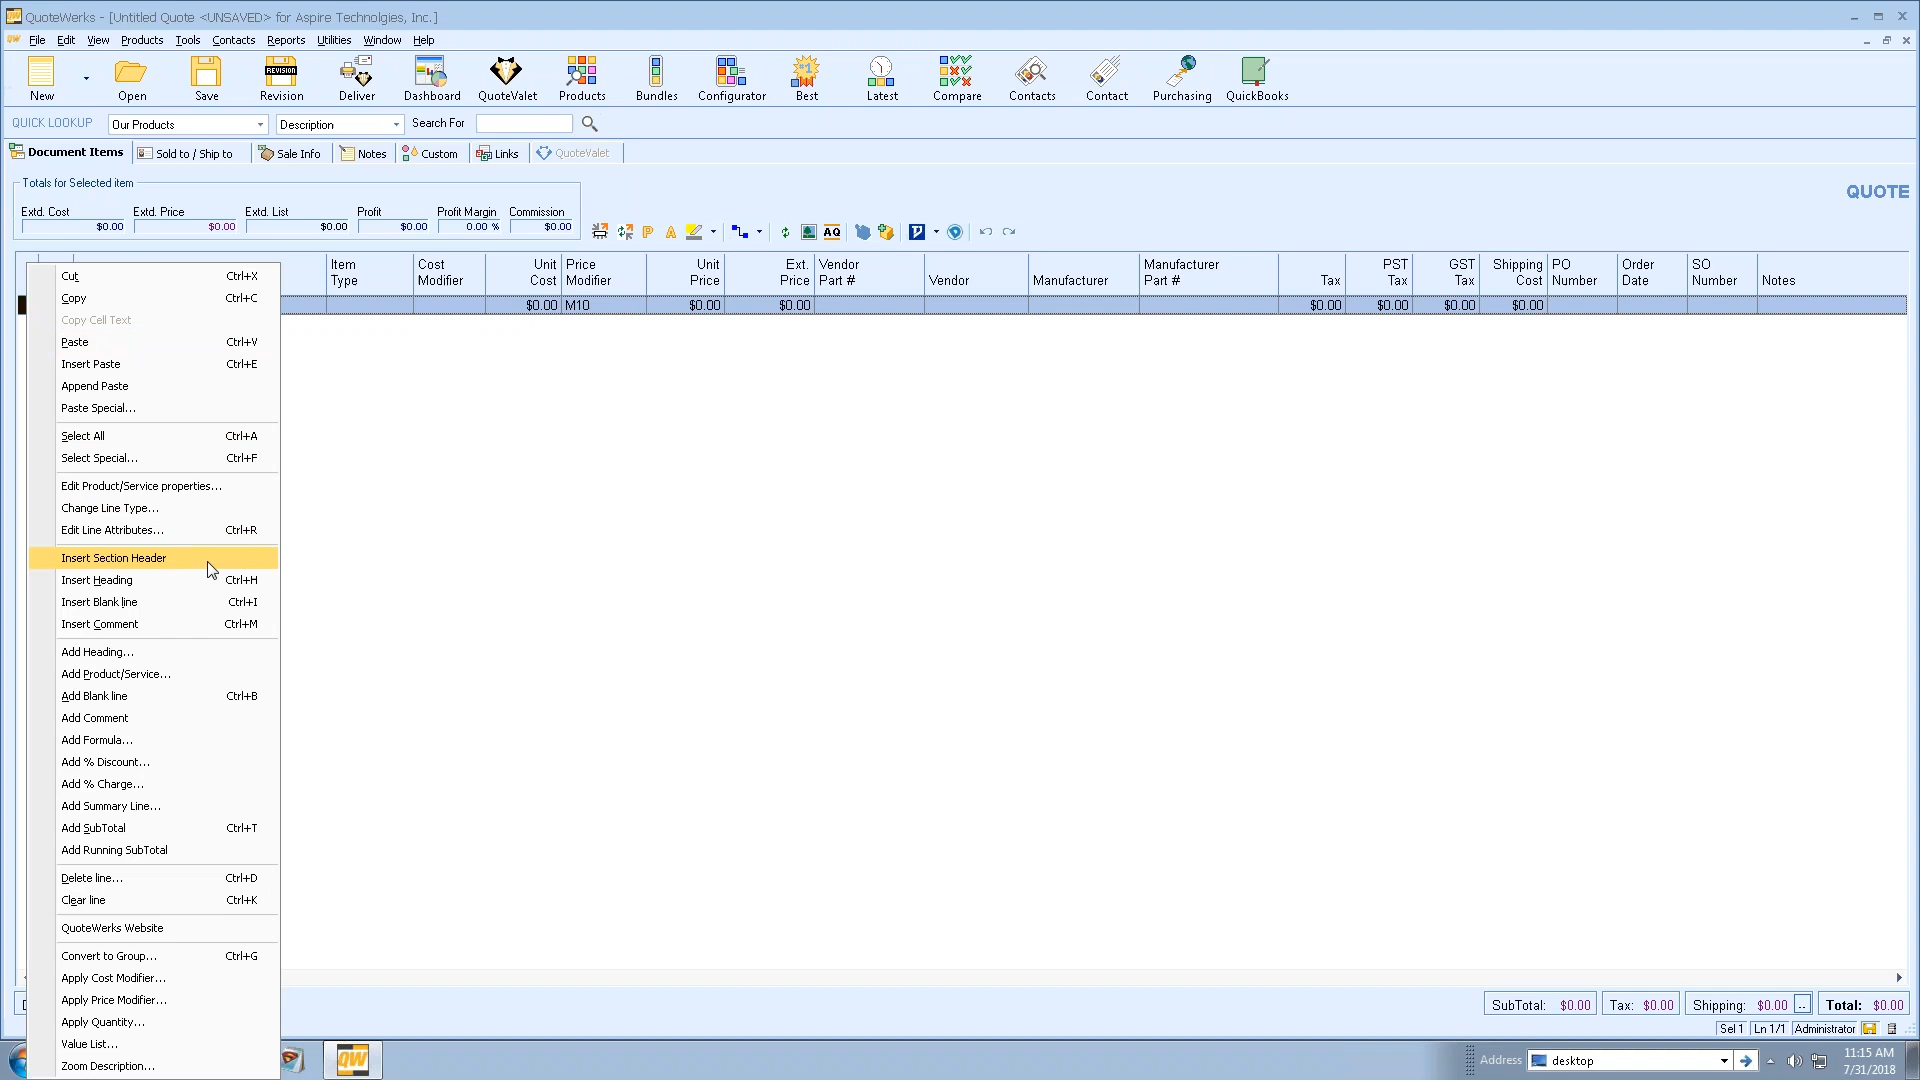 QuoteWerks - [Untitled Quote <UNSAVED> for Aspire Technolgies, Inc.]
QW File Edit View Products Tools Contacts Reports Utilities Window Help
New Open Save Revision Deliver Dashboard QuoteValet Products Bundles Configurator Best Latest Compare Contacts Contact Purchasing QuickBooks
QUICK LOOKUP Our Products Description Search For
Document Items Sold to / Ship to Sale Info Notes Custom Links QuoteValet
Totals for Selected item
QUOTE
Extd. Cost Extd. Price Extd. List Profit Profit Margin Commission
$0.00 $0.00 $0.00 $0.00 0.00 % $0.00
P A AQ
Item Type Cost Modifier Unit Cost Price Modifier Unit Price Ext. Price Vendor Part # Vendor Manufacturer Manufacturer Part # Tax PST Tax GST Tax Shipping Cost PO Number Order Date SO Number Notes
$0.00 M10 $0.00 $0.00 $0.00 $0.00 $0.00 $0.00
Cut Ctrl+X
Copy Ctrl+C
Copy Cell Text
Paste Ctrl+V
Insert Paste Ctrl+E
Append Paste
Paste Special...
Select All Ctrl+A
Select Special... Ctrl+F
Edit Product/Service properties...
Change Line Type...
Edit Line Attributes... Ctrl+R
Insert Section Header
Insert Heading Ctrl+H
Insert Blank line Ctrl+I
Insert Comment Ctrl+M
Add Heading...
Add Product/Service...
Add Blank line Ctrl+B
Add Comment
Add Formula...
Add % Discount...
Add % Charge...
Add Summary Line...
Add SubTotal Ctrl+T
Add Running SubTotal
Delete line... Ctrl+D
Clear line Ctrl+K
QuoteWerks Website
Convert to Group... Ctrl+G
Apply Cost Modifier...
Apply Price Modifier...
Apply Quantity...
Value List...
Zoom Description...
SubTotal: $0.00 Tax: $0.00 Shipping: $0.00 ... Total: $0.00
Sel 1 Ln 1/1 Administrator
QW Address desktop 11:15 AM
7/31/2018